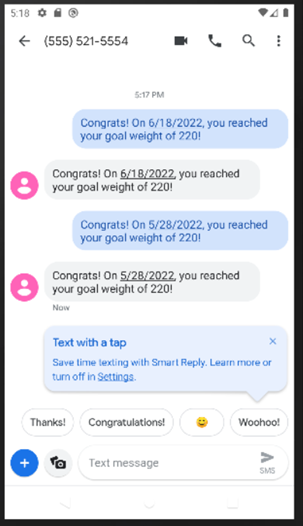 5:18
(555) 521-5554
5:17 PM
Congrats! On 6/18/2022, you reached
your goal weight of 220!
Congrats! On 6/18/2022, you reached
your goal weight of 220!
Congrats! On 5/28/2022, you reached
your goal weight of 220!
Congrats! On 5/28/2022, you reached
your goal weight of 220!
Now
Text with a tap
Save time texting with Smart Reply. Learn more or
turn off in Settings.
Thanks!
Congratulations!
Woohoo!
Text message
SMS